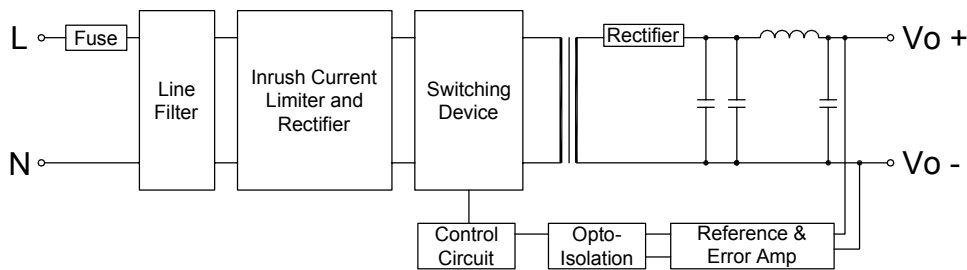 L
Fuse
Line
Filter
Inrush Current
Limiter and
Rectifier
Switching
Device
Rectifier
Vo +
N
Vo -
Control
Circuit
Opto-
Isolation
Reference &
Error Amp